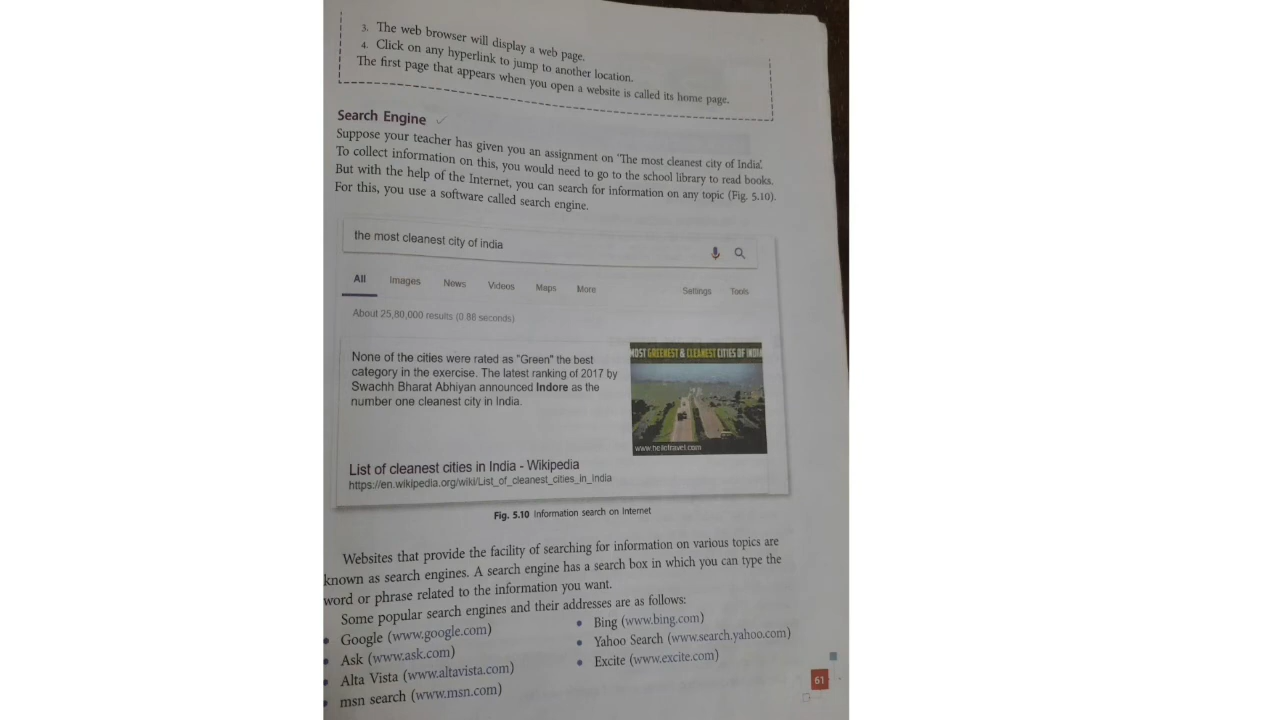 3. The web browser will display a web page.
4. Click on any hyperlink to jump to another location.
The first page that appears when you open a website is called its home page.
Search Engine
Suppose your teacher has given you an assignment on 'The most cleanest city of India'.
To collect information on this, you would need to go to the school library to read books.
But with the help of the Internet, you can search for information on any topic (Fig. 5.10).
For this, you use a software called search engine.
the most cleanest city of india
All Images News Videos Maps More Settings Tools
About 25,80,000 results (0.86 seconds)
None of the cities were rated as "Green" the best
category in the exercise. The latest ranking of 2017 by
Swachh Bharat Abhiyan announced Indore as the
number one cleanest city in India.
MOST GREENEST & CLEANEST CITIES OF INDIA
www.hellotravel.com
List of cleanest cities in India - Wikipedia
https://en.wikipedia.org/wiki/List_of_cleanest_cities_in_India
Fig. 5.10 Information search on Internet
Websites that provide the facility of searching for information on various topics are
known as search engines. A search engine has a search box in which you can type the
word or phrase related to the information you want.
Some popular search engines and their addresses are as follows:
• Google (www.google.com)
• Ask (www.ask.com)
• Alta Vista (www.altavista.com)
• msn search (www.msn.com)
• Bing (www.bing.com)
• Yahoo Search (www.search.yahoo.com)
• Excite (www.excite.com)
61